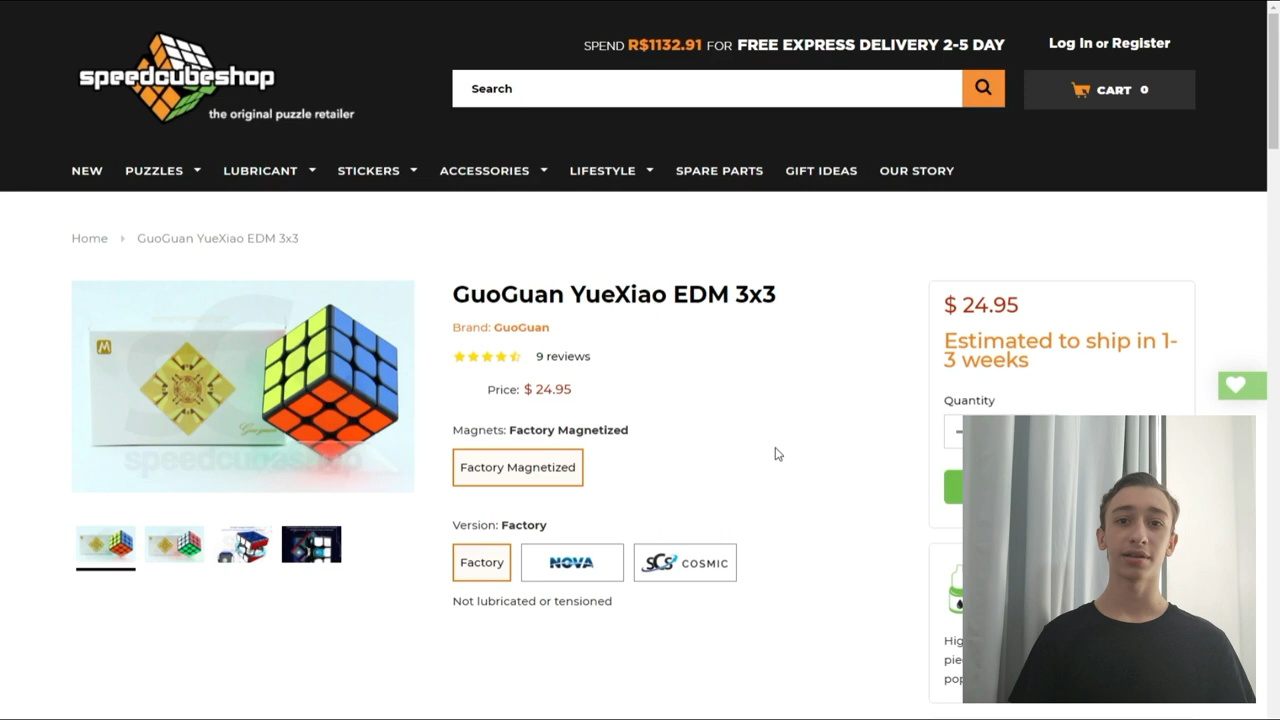 speedcubeshop
the original puzzle retailer
SPEND R$1132.91 FOR FREE EXPRESS DELIVERY 2-5 DAY
Log In or Register
Search
CART 0
NEW PUZZLES LUBRICANT STICKERS ACCESSORIES LIFESTYLE SPARE PARTS GIFT IDEAS OUR STORY
Home GuoGuan YueXiao EDM 3x3
M
GuoGuan
speedcubeshop
GuoGuan YueXiao EDM 3x3
Brand: GuoGuan
9 reviews
Price: $ 24.95
Magnets: Factory Magnetized
Factory Magnetized
Version: Factory
Factory NOVA SCS COSMIC
Not lubricated or tensioned
$ 24.95
Estimated to ship in 1-
3 weeks
Quantity